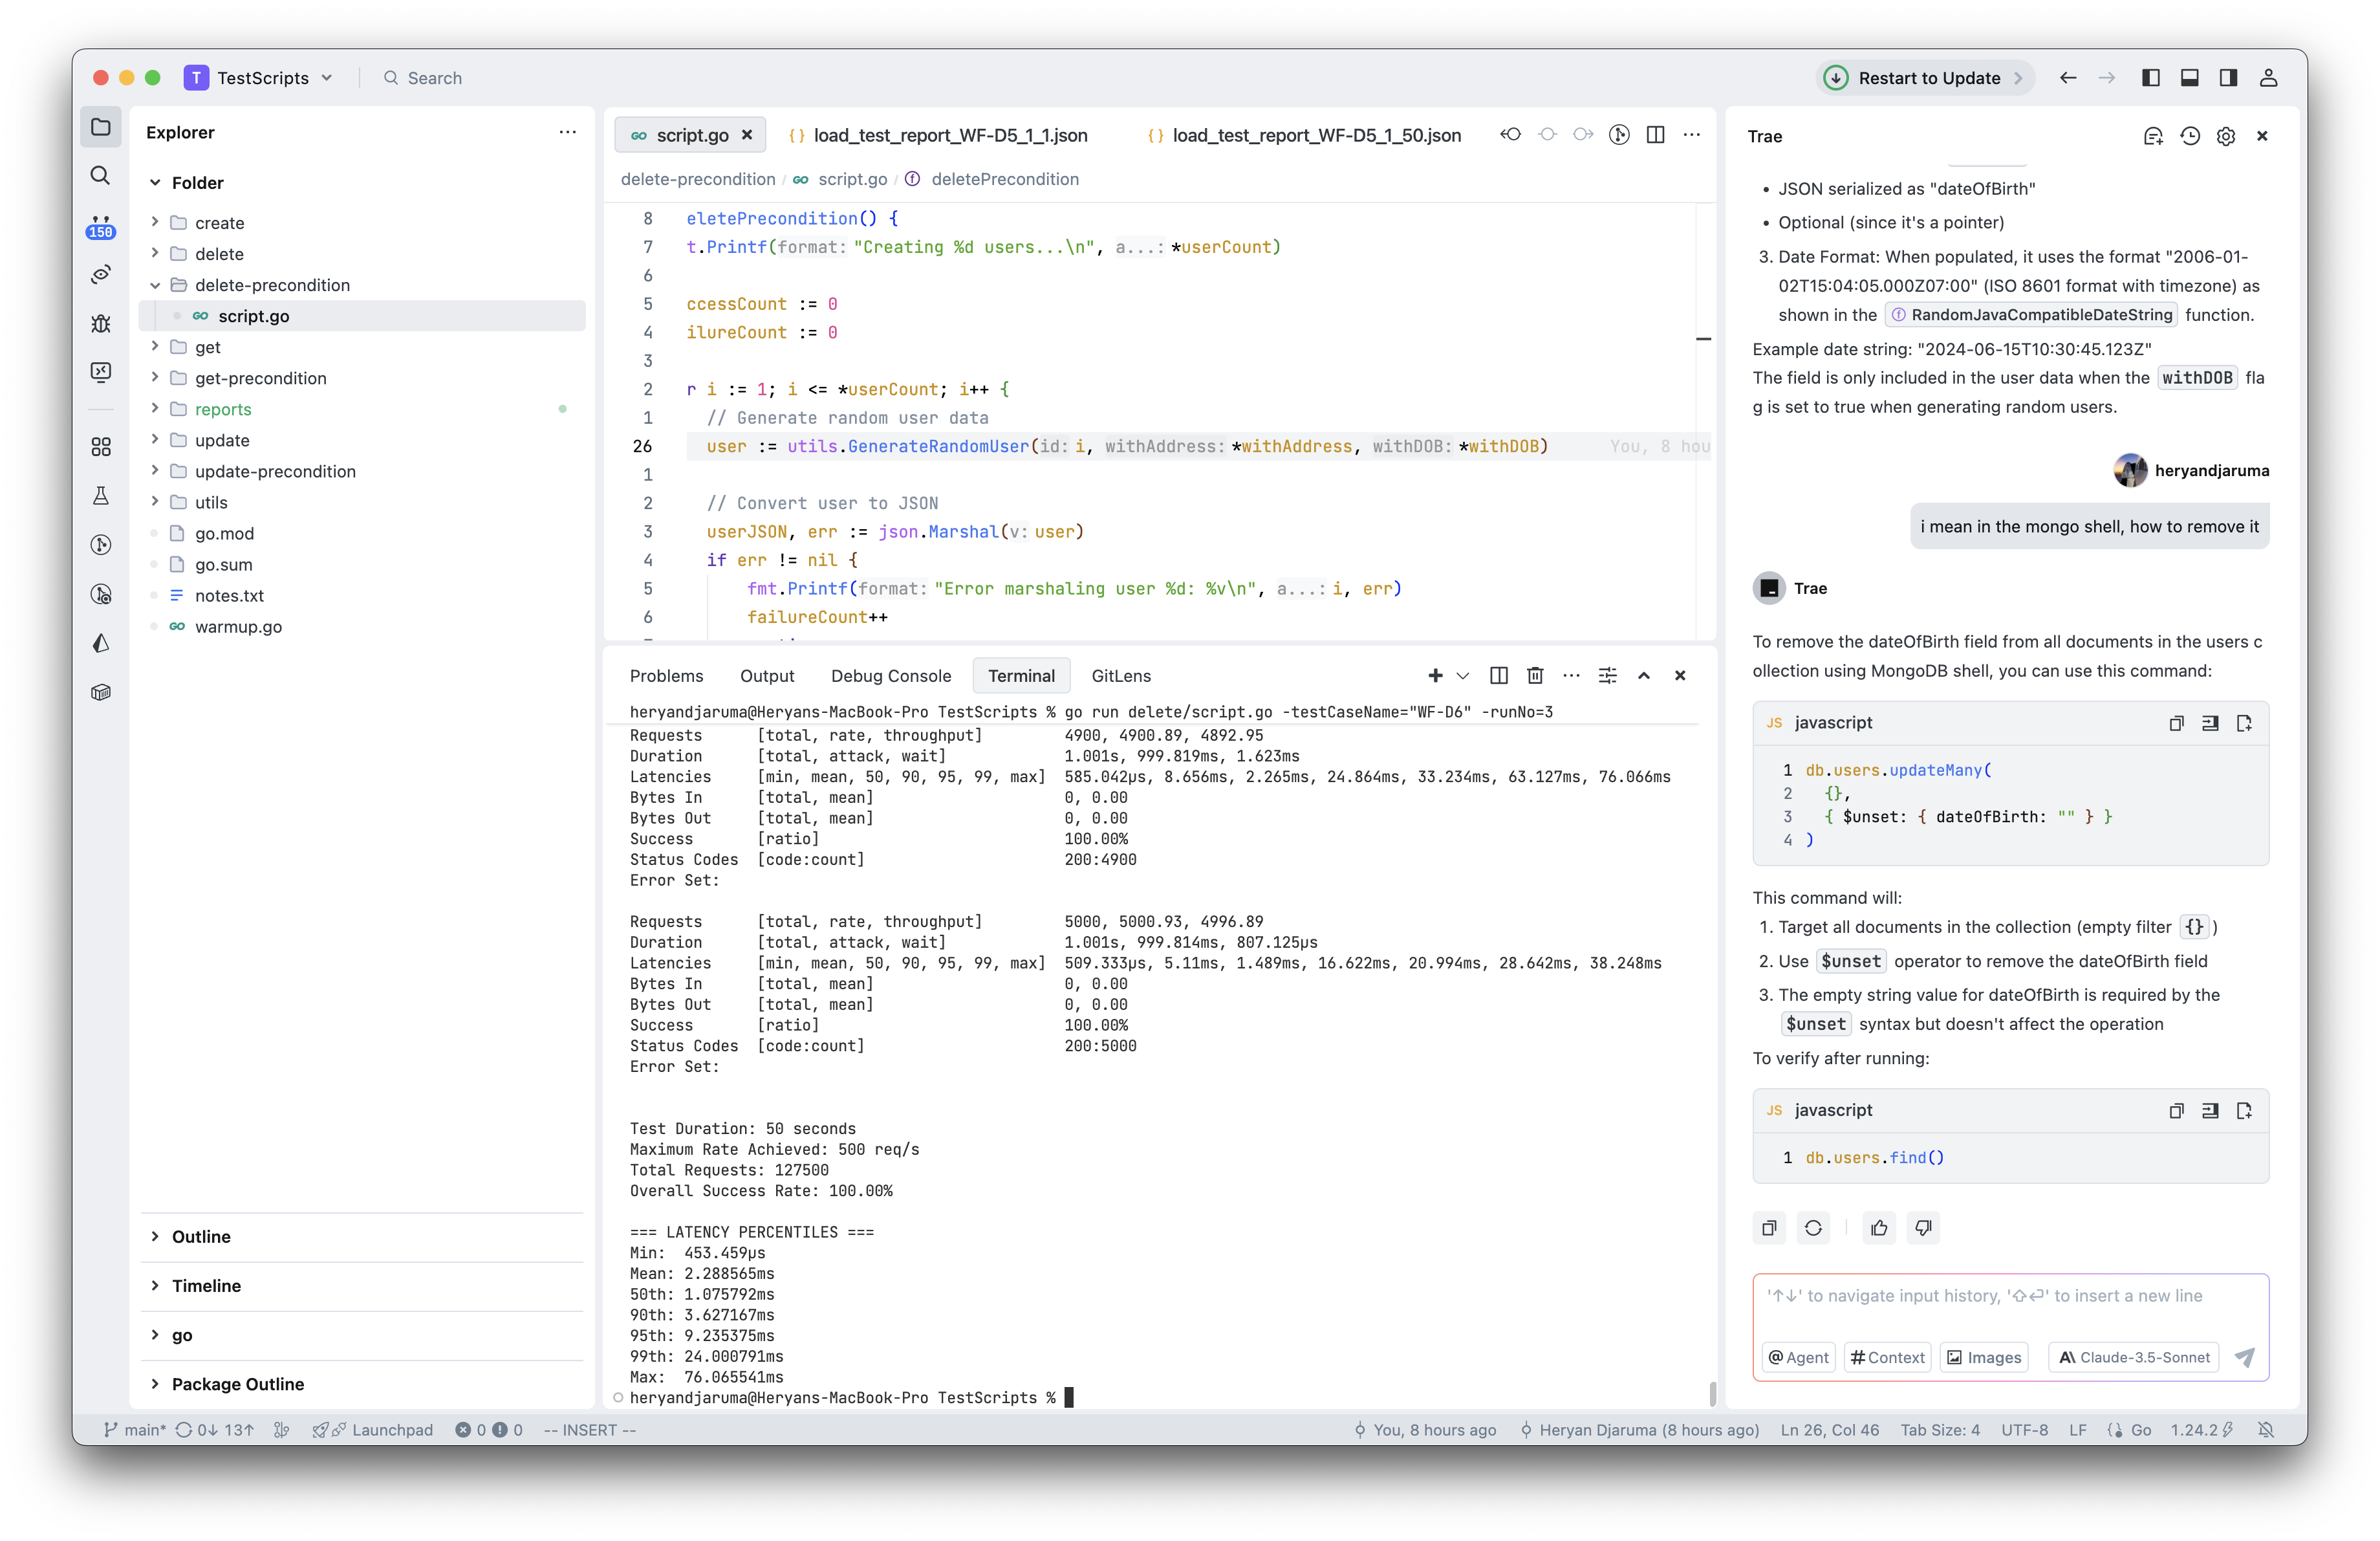 T TestScripts
Search
Restart to Update
Explorer
Folder
create
delete
delete-precondition
script.go
get
get-precondition
reports
update
update-precondition
utils
go.mod
go.sum
notes.txt
warmup.go
150
Outline
Timeline
go
Package Outline
script.go
load_test_report_WF-D5_1_1.json
load_test_report_WF-D5_1_50.json
delete-precondition / script.go / deletePrecondition
8 eletePrecondition() {
7 t.Printf(format: "Creating %d users...\n", a...: *userCount)
6
5 ccessCount := 0
4 ilureCount := 0
3
2 r i := 1; i <= *userCount; i++ {
1 // Generate random user data
26 user := utils.GenerateRandomUser(id: i, withAddress: *withAddress, withDOB: *withDOB) You, 8 hou
1
2 // Convert user to JSON
3 userJSON, err := json.Marshal(v: user)
4 if err != nil {
5 fmt.Printf(format: "Error marshaling user %d: %v\n", a...: i, err)
6 failureCount++
Problems
Output
Debug Console
Terminal
GitLens
heryandjaruma@Heryans-MacBook-Pro TestScripts % go run delete/script.go -testCaseName="WF-D6" -runNo=3
Requests [total, rate, throughput] 4900, 4900.89, 4892.95
Duration [total, attack, wait] 1.001s, 999.819ms, 1.623ms
Latencies [min, mean, 50, 90, 95, 99, max] 585.042µs, 8.656ms, 2.265ms, 24.864ms, 33.234ms, 63.127ms, 76.066ms
Bytes In [total, mean] 0, 0.00
Bytes Out [total, mean] 0, 0.00
Success [ratio] 100.00%
Status Codes [code:count] 200:4900
Error Set:
Requests [total, rate, throughput] 5000, 5000.93, 4996.89
Duration [total, attack, wait] 1.001s, 999.814ms, 807.125µs
Latencies [min, mean, 50, 90, 95, 99, max] 509.333µs, 5.11ms, 1.489ms, 16.622ms, 20.994ms, 28.642ms, 38.248ms
Bytes In [total, mean] 0, 0.00
Bytes Out [total, mean] 0, 0.00
Success [ratio] 100.00%
Status Codes [code:count] 200:5000
Error Set:
Test Duration: 50 seconds
Maximum Rate Achieved: 500 req/s
Total Requests: 127500
Overall Success Rate: 100.00%
=== LATENCY PERCENTILES ===
Min: 453.459µs
Mean: 2.288565ms
50th: 1.075792ms
90th: 3.627167ms
95th: 9.235375ms
99th: 24.000791ms
Max: 76.065541ms
heryandjaruma@Heryans-MacBook-Pro TestScripts %
Trae
• JSON serialized as "dateOfBirth"
• Optional (since it's a pointer)
3. Date Format: When populated, it uses the format "2006-01-
02T15:04:05.000Z07:00" (ISO 8601 format with timezone) as
shown in the RandomJavaCompatibleDateString function.
Example date string: "2024-06-15T10:30:45.123Z"
The field is only included in the user data when the withDOB fla
g is set to true when generating random users.
heryandjaruma
i mean in the mongo shell, how to remove it
Trae
To remove the dateOfBirth field from all documents in the users c
ollection using MongoDB shell, you can use this command:
JS javascript
1 db.users.updateMany(
2 {},
3 { $unset: { dateOfBirth: "" } }
4 )
This command will:
1. Target all documents in the collection (empty filter {} )
2. Use $unset operator to remove the dateOfBirth field
3. The empty string value for dateOfBirth is required by the
$unset syntax but doesn't affect the operation
To verify after running:
JS javascript
1 db.users.find()
'↑↓' to navigate input history, '⇧⏎' to insert a new line
@ Agent
# Context
Images
Claude-3.5-Sonnet
main* 0↓ 13↑ Launchpad 0 0 -- INSERT -- You, 8 hours ago Heryan Djaruma (8 hours ago) Ln 26, Col 46 Tab Size: 4 UTF-8 LF Go 1.24.2